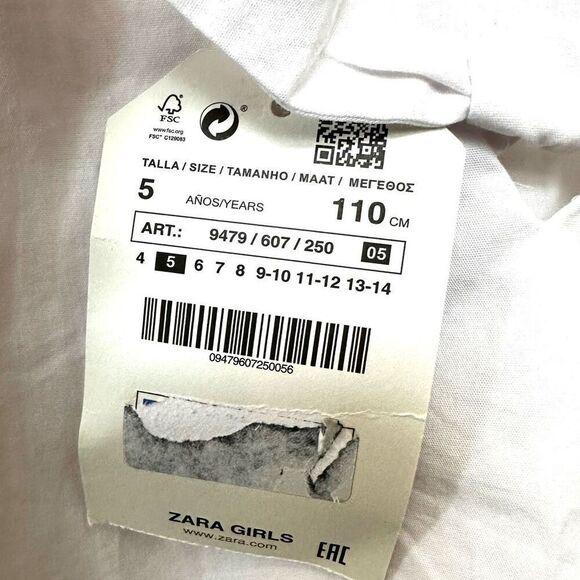 FSC
www.fsc.org
FSC® C129083
®
TALLA / SIZE / TAMANHO / MAAT / ΜΕΓΕΘΟΣ
5 AÑOS/YEARS 110 CM
ART.: 9479 / 607 / 250 05
4 5 6 7 8 9-10 11-12 13-14
09479607250056
ZARA GIRLS
www.zara.com
EAC